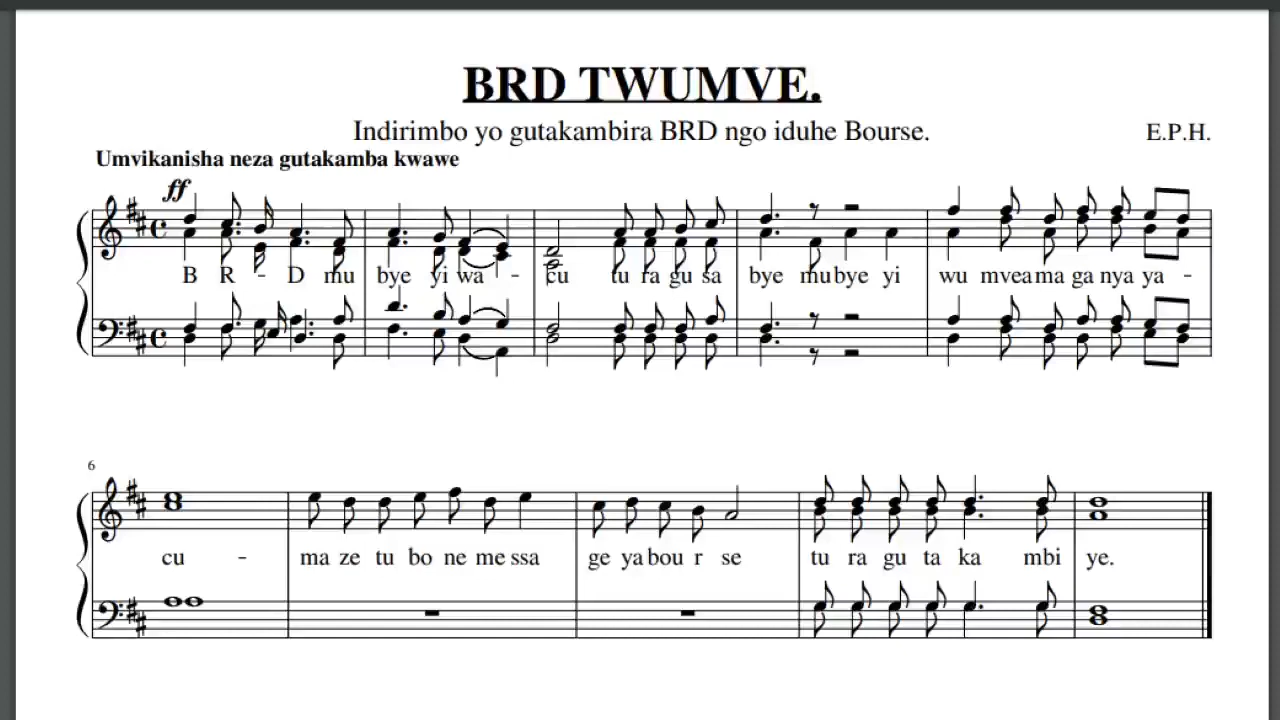 BRD TWUMVE.
Indirimbo yo gutakambira BRD ngo iduhe Bourse.
E.P.H.
Umvikanisha neza gutakamba kwawe
ff
B R - D mu bye yi wa - cu tu ra gu sa bye mu bye yi wu mve a ma ga nya ya -
6
cu - ma ze tu bo ne me ssa ge ya bou r se tu ra gu ta ka mbi ye.